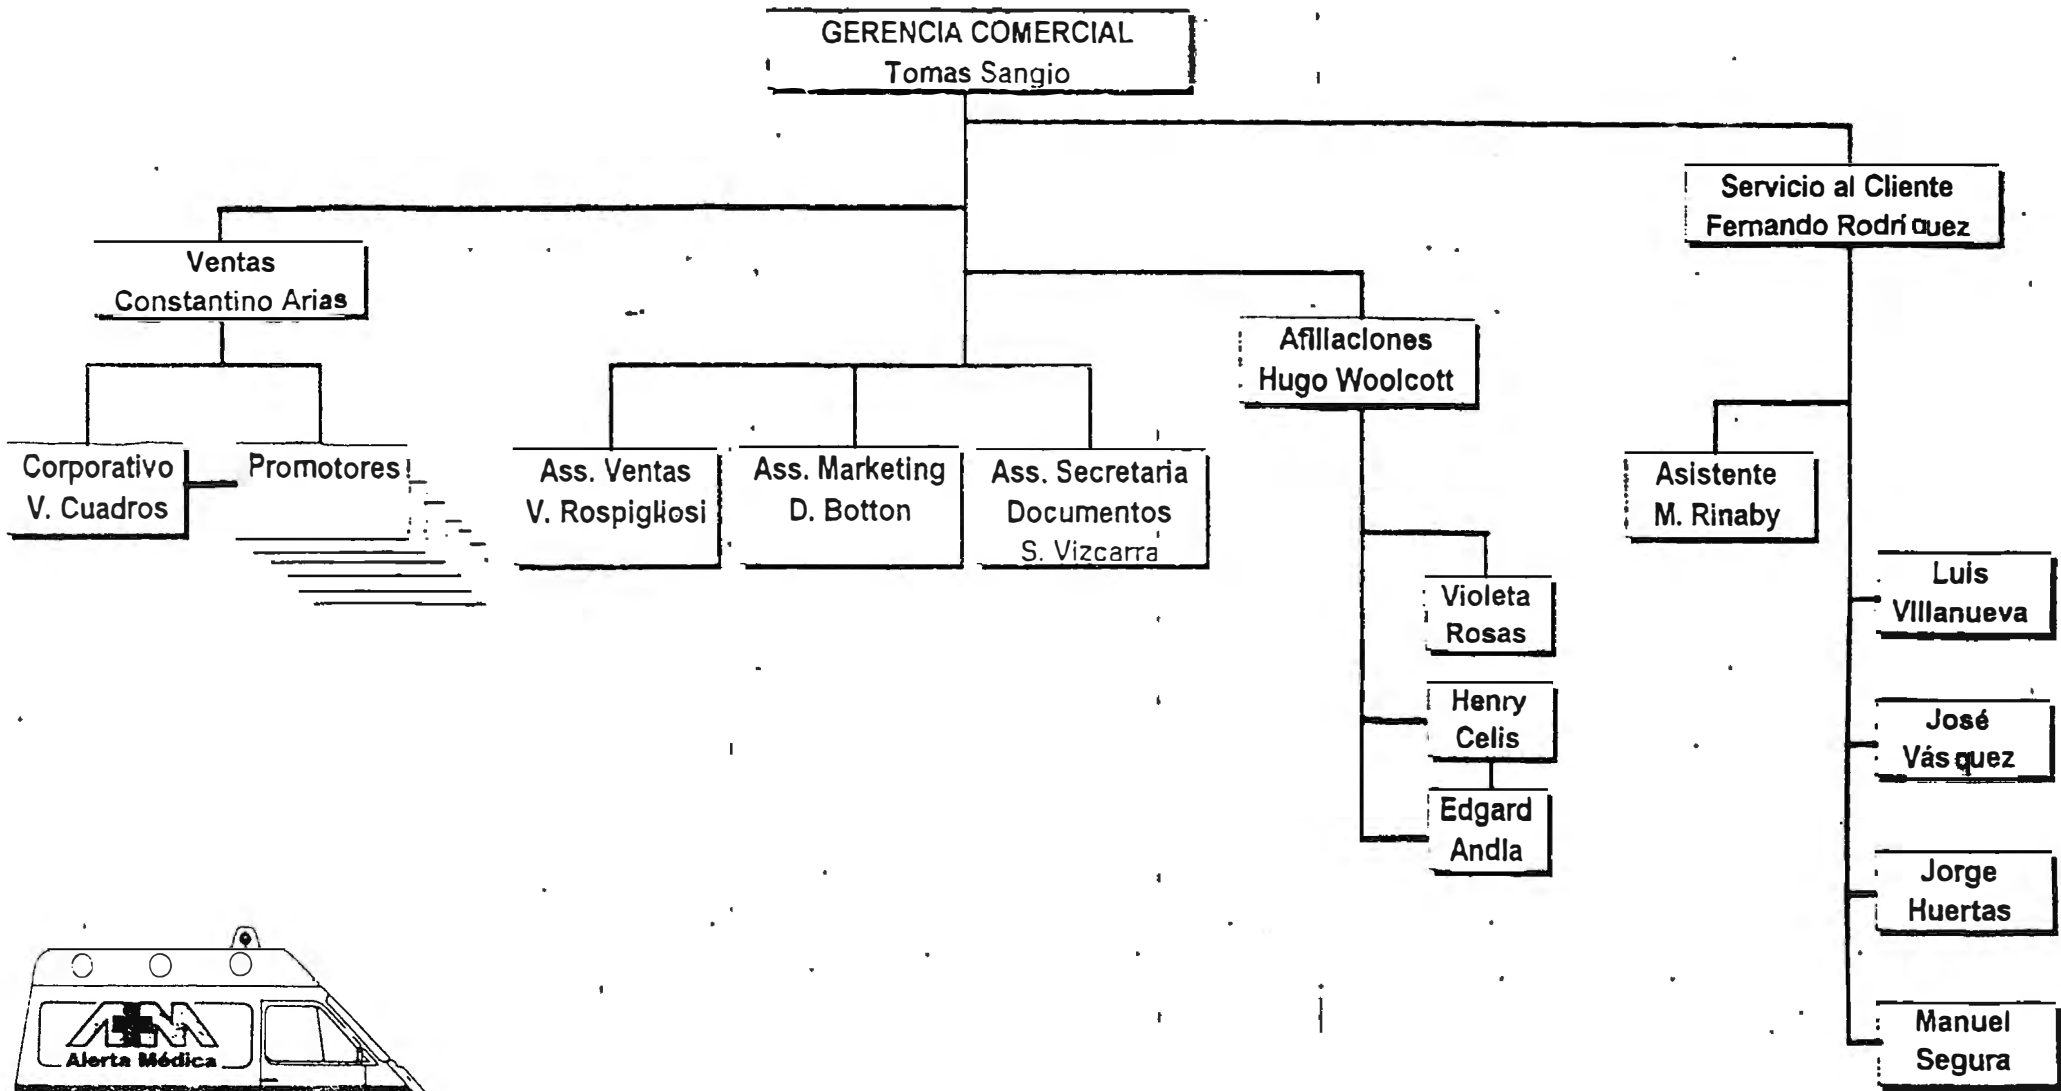 GERENCIA COMERCIAL
Tomas Sangio
Servicio al Cliente
Fernando Rodríguez
Ventas
Constantino Arias
Afiliaciones
Hugo Woolcott
Corporativo
V. Cuadros
Promotores
Ass. Ventas
V. Rospigliosi
Ass. Marketing
D. Botton
Ass. Secretaria
Documentos
S. Vizcarra
Asistente
M. Rinaby
Violeta
Rosas
Henry
Celis
Edgard
Andia
Luis
Villanueva
José
Vásquez
Jorge
Huertas
Manuel
Segura
AM
Alerta Médica